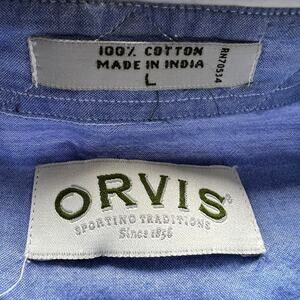 100% COTTON
MADE IN INDIA
L
RN70534
ORVIS®
SPORTING TRADITIONS
Since 1856